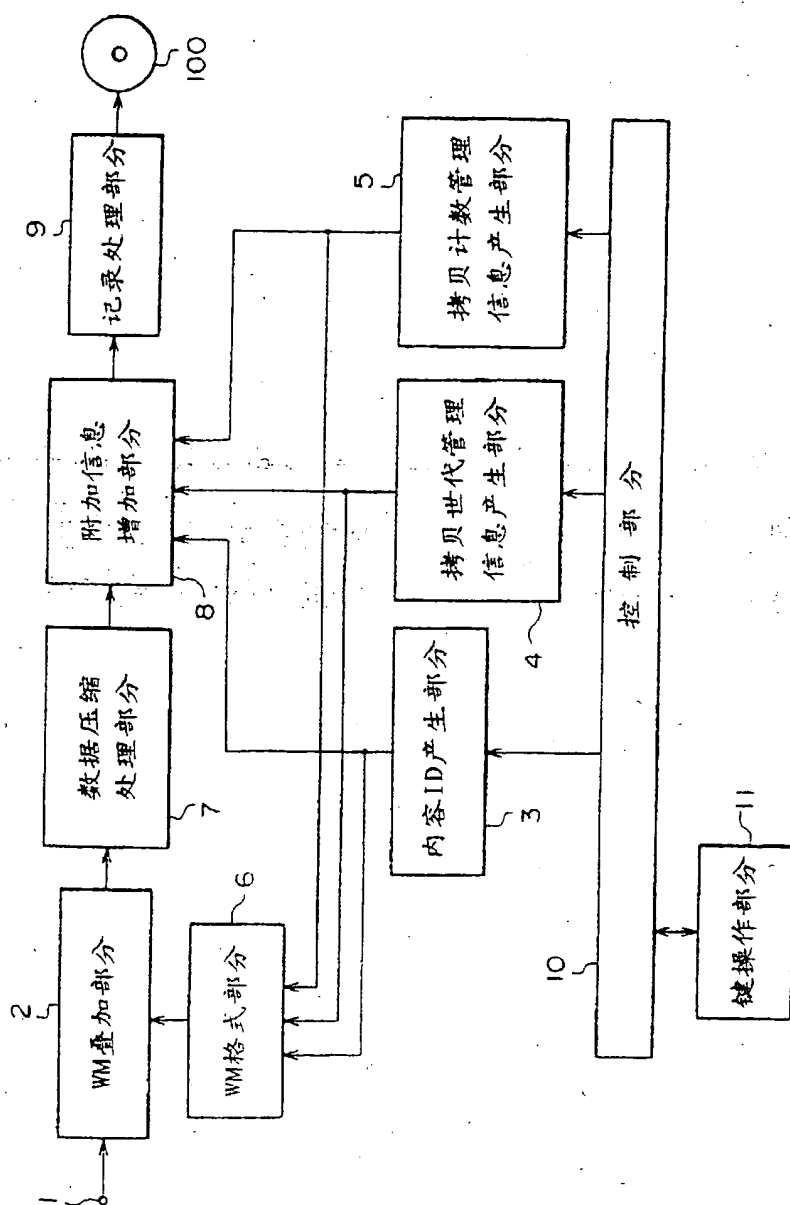 1
2
WM叠加部分
7
数据压缩
处理部分
8
附加信息
增加部分
9
记录处理部分
100
6
WM格式部分
3
内容ID产生部分
4
拷贝世代管理
信息产生部分
5
拷贝计数管理
信息产生部分
10
控制部分
11
键操作部分